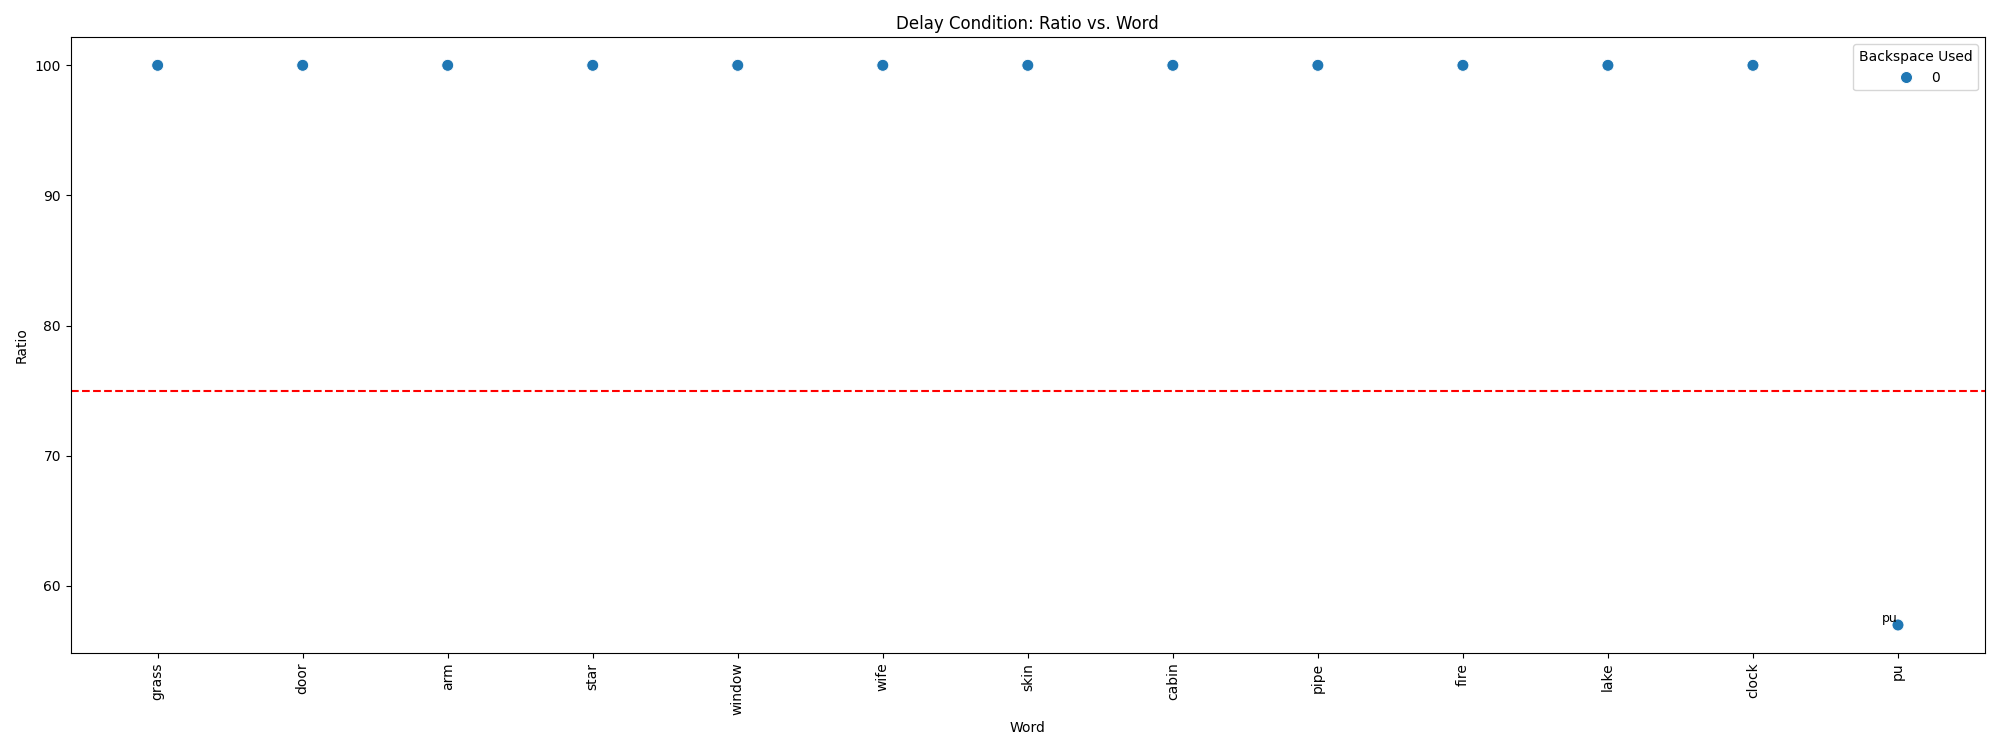 Delay Condition: Ratio vs. Word
Backspace Used
0
100
90
80
70
60
Ratio
pu
grass
door
arm
star
window
wife
skin
cabin
pipe
fire
lake
clock
pu
Word